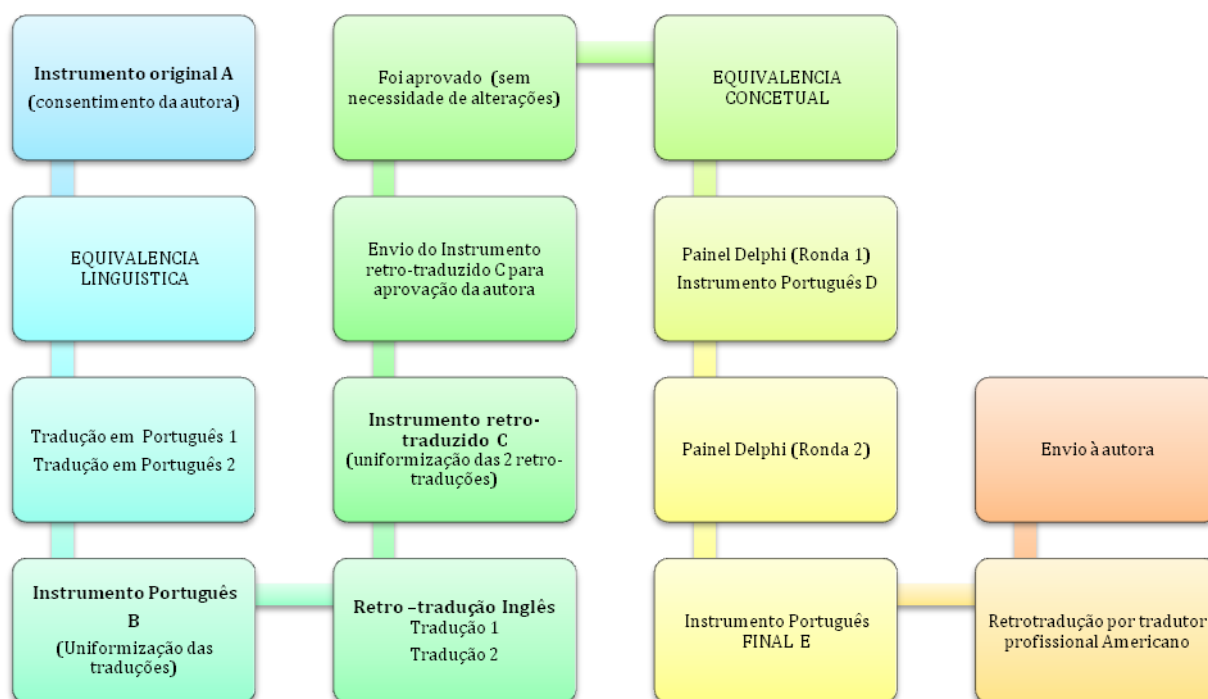 Instrumento original A
(consentimento da autora)
EQUIVALENCIA
LINGUISTICA
Tradução em Português 1
Tradução em Português 2
Instrumento Português
B
(Uniformização das
traduções)
Retro –tradução Inglês
Tradução 1
Tradução 2
Instrumento retro-
traduzido C
(uniformização das 2 retro-
traduções)
Envio do Instrumento
retro-traduzido C para
aprovação da autora
Foi aprovado (sem
necessidade de alterações)
EQUIVALENCIA
CONCETUAL
Painel Delphi (Ronda 1)
Instrumento Português D
Painel Delphi (Ronda 2)
Instrumento Português
FINAL E
Retrotradução por tradutor
profissional Americano
Envio à autora